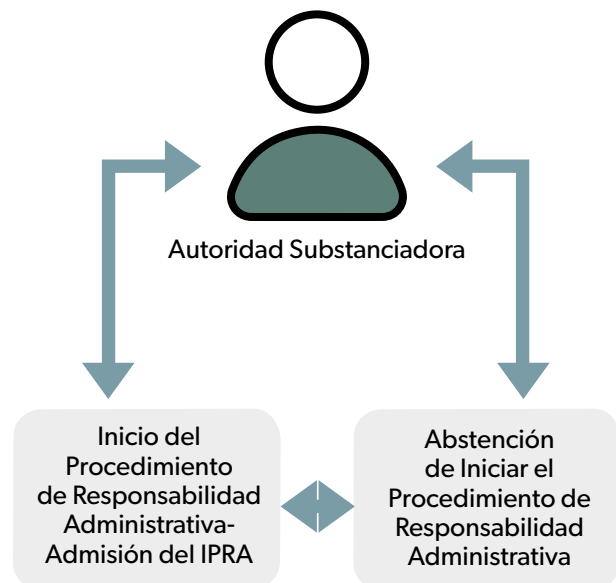 Autoridad Substanciadora
Inicio del
Procedimiento
de Responsabilidad
Administrativa-
Admisión del IPRA
Abstención
de Iniciar el
Procedimiento de
Responsabilidad
Administrativa